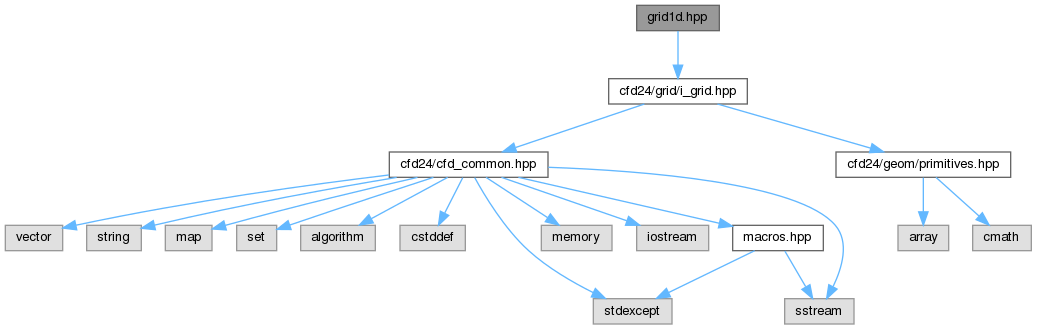 grid1d.hpp
cfd24/grid/i_grid.hpp
cfd24/cfd_common.hpp
cfd24/geom/primitives.hpp
vector
string
map
set
algorithm
cstddef
memory
iostream
macros.hpp
array
cmath
stdexcept
sstream